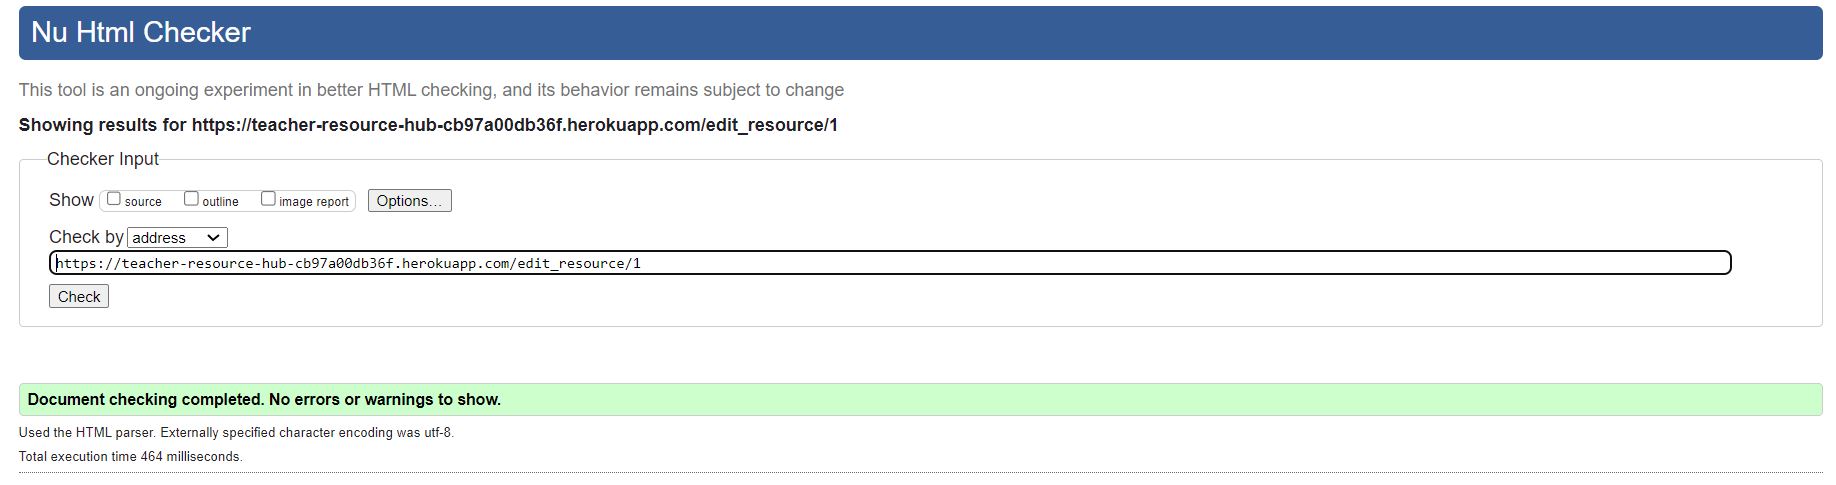 Nu Html Checker
This tool is an ongoing experiment in better HTML checking, and its behavior remains subject to change
Showing results for https://teacher-resource-hub-cb97a00db36f.herokuapp.com/edit_resource/1
Checker Input
Show source outline image report Options...
Check by address
https://teacher-resource-hub-cb97a00db36f.herokuapp.com/edit_resource/1
Check
Document checking completed. No errors or warnings to show.
Used the HTML parser. Externally specified character encoding was utf-8.
Total execution time 464 milliseconds.